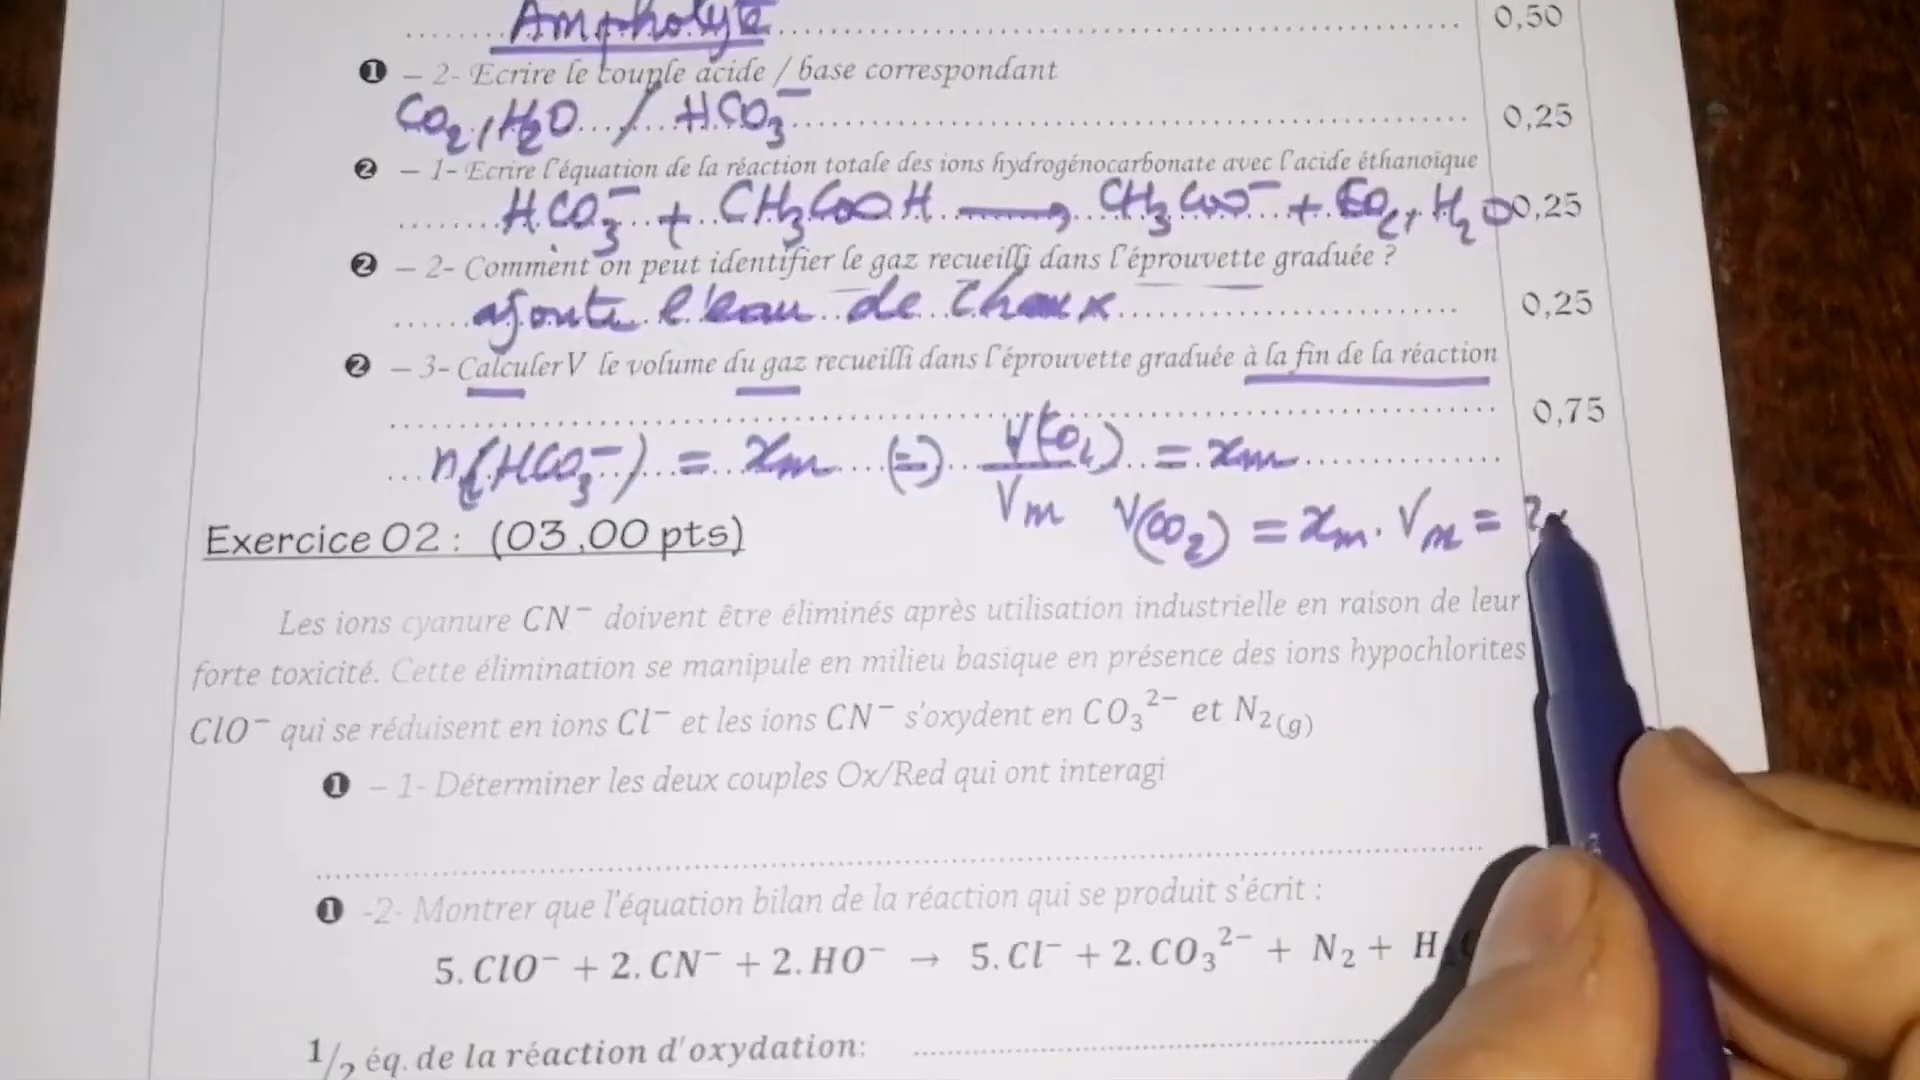 Ampholyte 0,50
❶ – 2- Ecrire le couple acide / base correspondant
CO₂,H₂O / HCO₃⁻ 0,25
❷ – 1- Ecrire l'équation de la réaction totale des ions hydrogénocarbonate avec l'acide éthanoïque
HCO₃⁻ + CH₃COOH ⟶ CH₃COO⁻ + CO₂, H₂O 0,25
❷ – 2- Comment on peut identifier le gaz recueilli dans l'éprouvette graduée ?
ajoute l'eau de chaux 0,25
❷ – 3- Calculer V le volume du gaz recueilli dans l'éprouvette graduée à la fin de la réaction
0,75
n(HCO₃⁻) = xm (=) V(CO₂)/Vm = xm
V(CO₂) = xm . Vm =
Exercice 02 : (03,00 pts)
Les ions cyanure CN⁻ doivent être éliminés après utilisation industrielle en raison de leur
forte toxicité. Cette élimination se manipule en milieu basique en présence des ions hypochlorites
ClO⁻ qui se réduisent en ions Cl⁻ et les ions CN⁻ s'oxydent en CO₃²⁻ et N₂(g)
❶ – 1- Déterminer les deux couples Ox/Red qui ont interagi
❶ -2- Montrer que l'équation bilan de la réaction qui se produit s'écrit :
5. ClO⁻ + 2. CN⁻ + 2. HO⁻ → 5. Cl⁻ + 2. CO₃²⁻ + N₂ + H
1/2 éq. de la réaction d'oxydation: